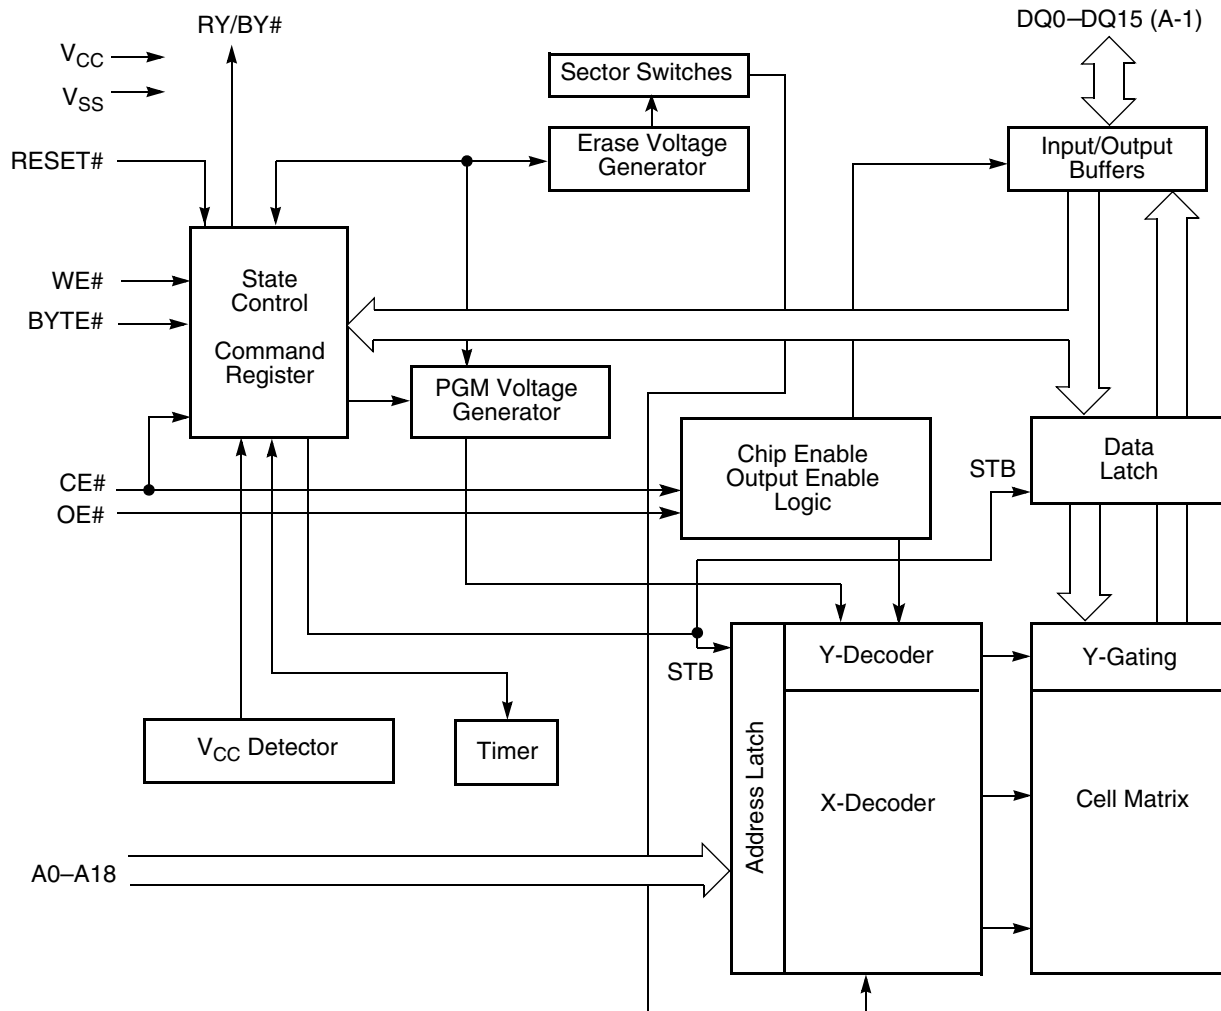 RY/BY#
DQ0–DQ15 (A-1)
VCC
VSS
Sector Switches
Erase Voltage
Generator
Input/Output
Buffers
RESET#
WE#
BYTE#
State
Control
Command
Register
PGM Voltage
Generator
Chip Enable
Output Enable
Logic
STB
Data
Latch
CE#
OE#
STB
Y-Decoder
Y-Gating
VCC Detector
Timer
Address Latch
X-Decoder
Cell Matrix
A0–A18